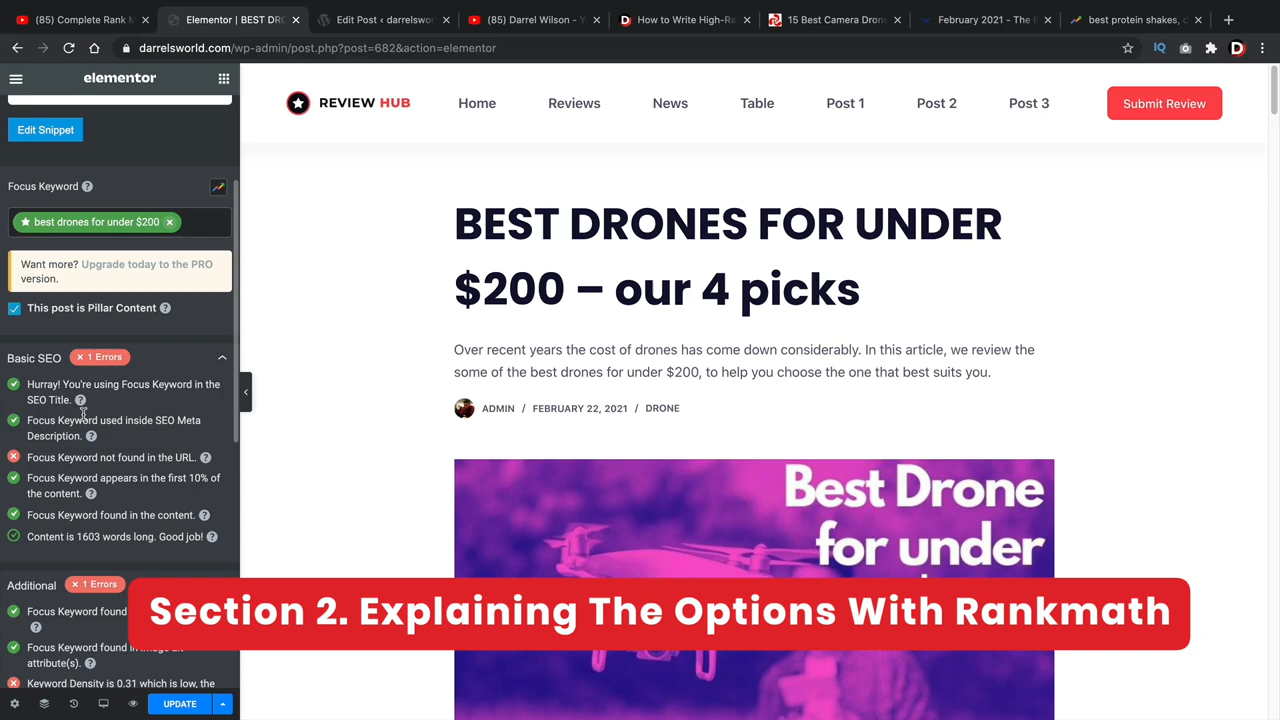 (85) Complete Rank M
Elementor | BEST DRO
Edit Post ‹ darrelswor
(85) Darrel Wilson - Y
How to Write High-Ra
15 Best Camera Drone
February 2021 - The B
best protein shakes, c
darrelsworld.com/wp-admin/post.php?post=682&action=elementor
IQ
D
elementor
Edit Snippet
Focus Keyword
best drones for under $200
Want more? Upgrade today to the PRO
version.
This post is Pillar Content
Basic SEO
1 Errors
Hurray! You're using Focus Keyword in the
SEO Title.
Focus Keyword used inside SEO Meta
Description.
Focus Keyword not found in the URL.
Focus Keyword appears in the first 10% of
the content.
Focus Keyword found in the content.
Content is 1603 words long. Good job!
Additional
1 Errors
Focus Keyword found
Focus Keyword found
attribute(s).
Keyword Density is 0.31 which is low, the
UPDATE
REVIEW HUB
Home
Reviews
News
Table
Post 1
Post 2
Post 3
Submit Review
BEST DRONES FOR UNDER
$200 – our 4 picks
Over recent years the cost of drones has come down considerably. In this article, we review the
some of the best drones for under $200, to help you choose the one that best suits you.
ADMIN / FEBRUARY 22, 2021 / DRONE
Best Drone
for under
Section 2. Explaining The Options With Rankmath